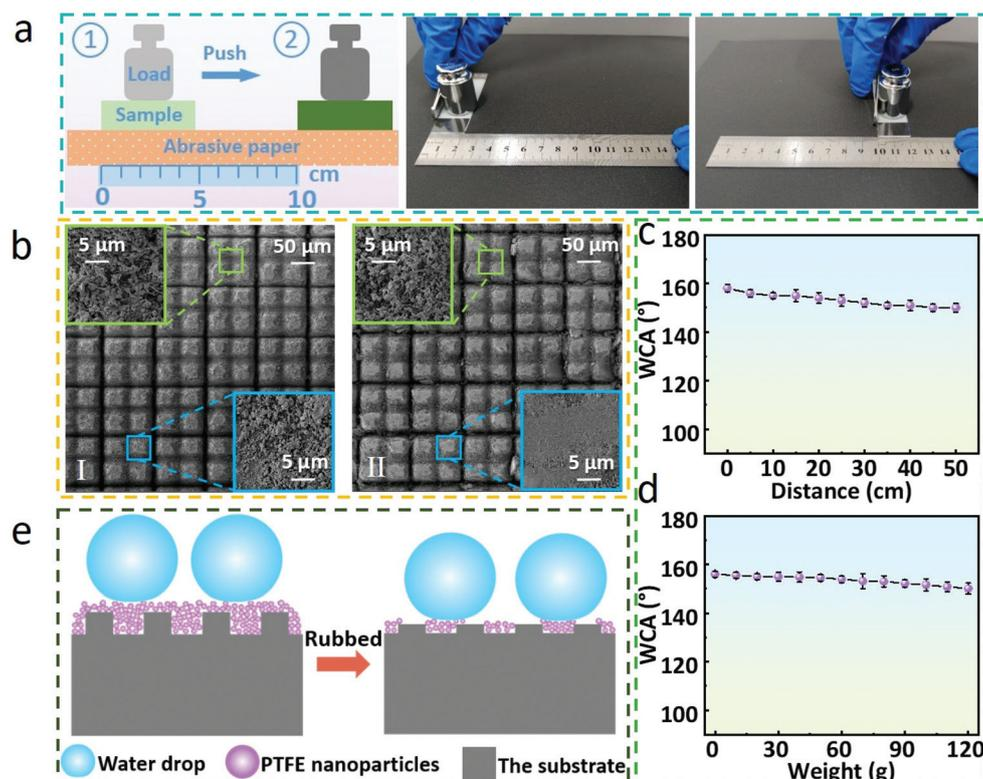 a
1 2
Push
Load
Sample
Abrasive paper
cm
0 5 10
1 2 3 4 5 6 7 8 9 10 11 12 13 14
1 2 3 4 5 6 7 8 9 10 11 12 13 14
b
5 μm
50 μm
5 μm
I
5 μm
50 μm
5 μm
II
c
180
160
140
120
100
WCA (°)
0 10 20 30 40 50
Distance (cm)
d
180
160
140
120
100
WCA (°)
0 30 60 90 120
Weight (g)
e
Rubbed
Water drop
PTFE nanoparticles
The substrate